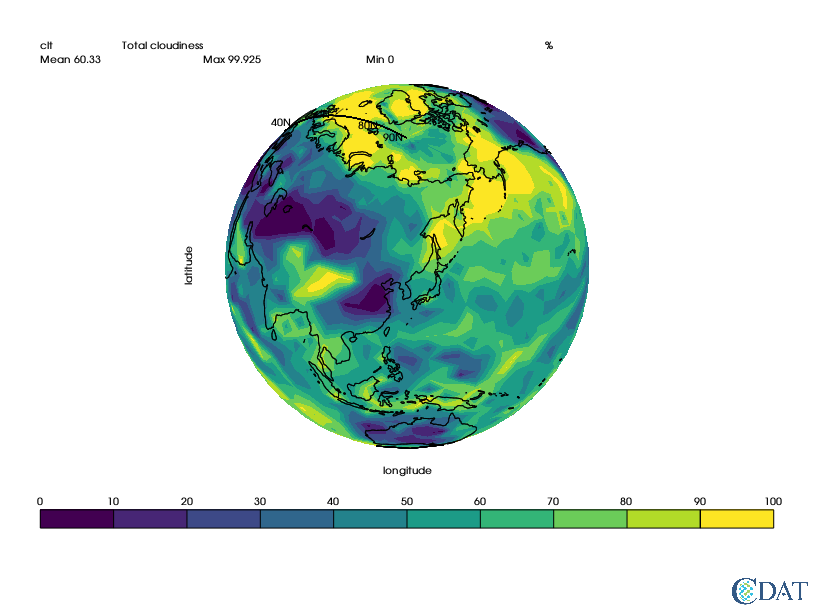 clt Total cloudiness %
Mean 60.33 Max 99.925 Min 0
40N
80N
90N
latitude
longitude
0 10 20 30 40 50 60 70 80 90 100
CDAT